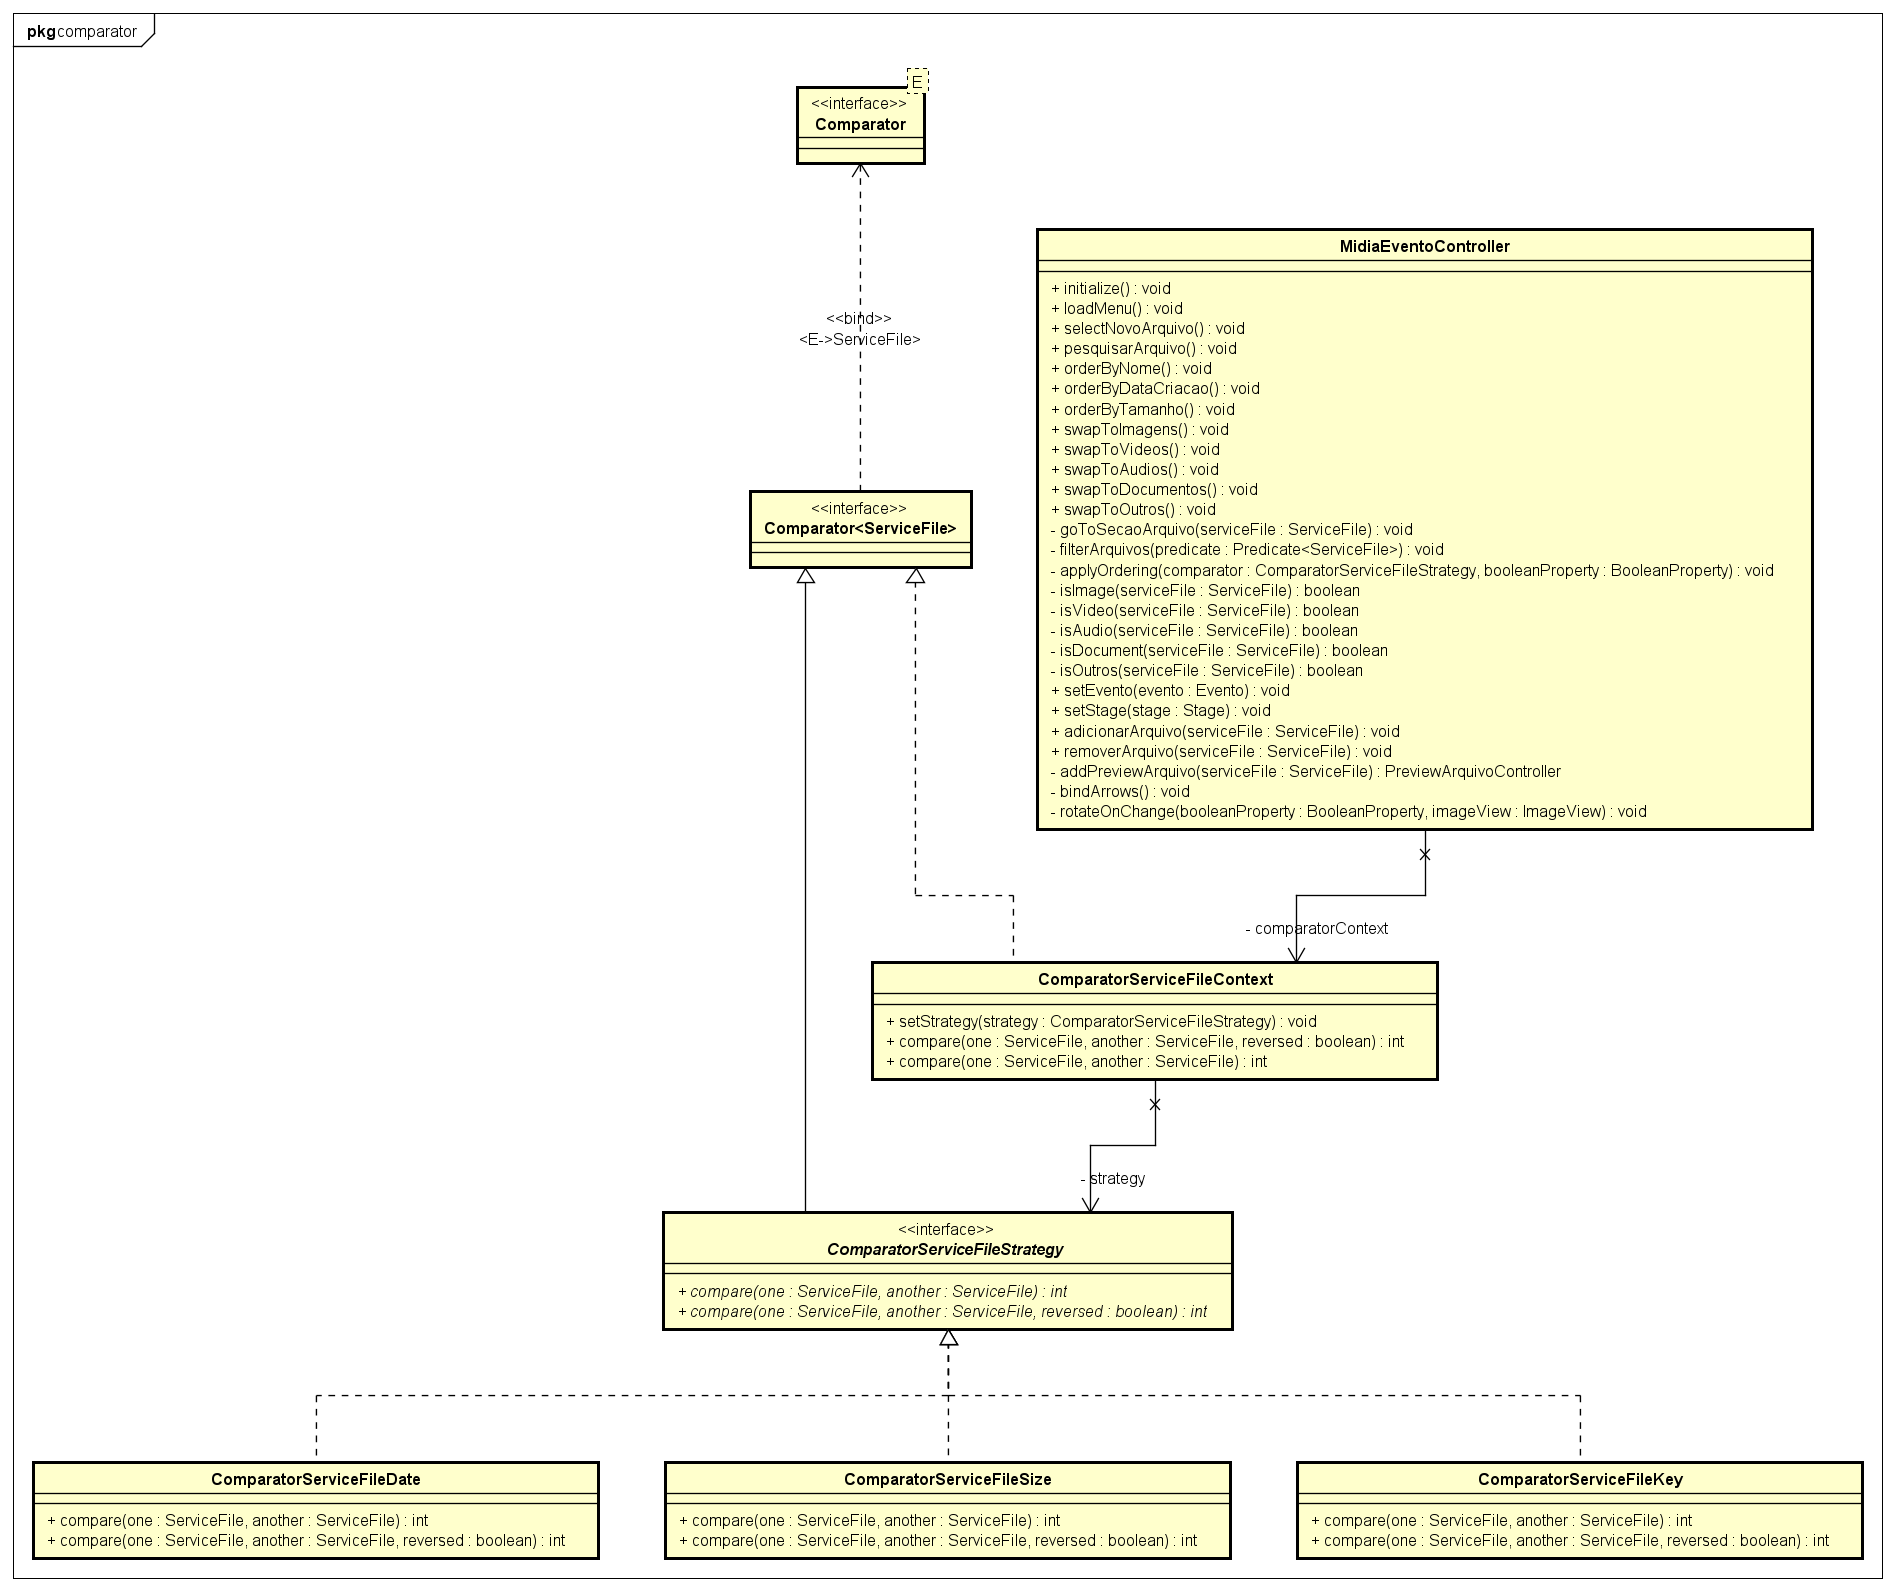 pkg comparator
E
<<interface>>
Comparator
<<bind>>
<E->ServiceFile>
<<interface>>
Comparator<ServiceFile>
MidiaEventoController
+ initialize() : void
+ loadMenu() : void
+ selectNovoArquivo() : void
+ pesquisarArquivo() : void
+ orderByNome() : void
+ orderByDataCriacao() : void
+ orderByTamanho() : void
+ swapToImagens() : void
+ swapToVideos() : void
+ swapToAudios() : void
+ swapToDocumentos() : void
+ swapToOutros() : void
- goToSecaoArquivo(serviceFile : ServiceFile) : void
- filterArquivos(predicate : Predicate<ServiceFile>) : void
- applyOrdering(comparator : ComparatorServiceFileStrategy, booleanProperty : BooleanProperty) : void
- isImage(serviceFile : ServiceFile) : boolean
- isVideo(serviceFile : ServiceFile) : boolean
- isAudio(serviceFile : ServiceFile) : boolean
- isDocument(serviceFile : ServiceFile) : boolean
- isOutros(serviceFile : ServiceFile) : boolean
+ setEvento(evento : Evento) : void
+ setStage(stage : Stage) : void
+ adicionarArquivo(serviceFile : ServiceFile) : void
+ removerArquivo(serviceFile : ServiceFile) : void
- addPreviewArquivo(serviceFile : ServiceFile) : PreviewArquivoController
- bindArrows() : void
- rotateOnChange(booleanProperty : BooleanProperty, imageView : ImageView) : void
- comparatorContext
ComparatorServiceFileContext
+ setStrategy(strategy : ComparatorServiceFileStrategy) : void
+ compare(one : ServiceFile, another : ServiceFile, reversed : boolean) : int
+ compare(one : ServiceFile, another : ServiceFile) : int
- strategy
<<interface>>
ComparatorServiceFileStrategy
+ compare(one : ServiceFile, another : ServiceFile) : int
+ compare(one : ServiceFile, another : ServiceFile, reversed : boolean) : int
ComparatorServiceFileDate
+ compare(one : ServiceFile, another : ServiceFile) : int
+ compare(one : ServiceFile, another : ServiceFile, reversed : boolean) : int
ComparatorServiceFileSize
+ compare(one : ServiceFile, another : ServiceFile) : int
+ compare(one : ServiceFile, another : ServiceFile, reversed : boolean) : int
ComparatorServiceFileKey
+ compare(one : ServiceFile, another : ServiceFile) : int
+ compare(one : ServiceFile, another : ServiceFile, reversed : boolean) : int